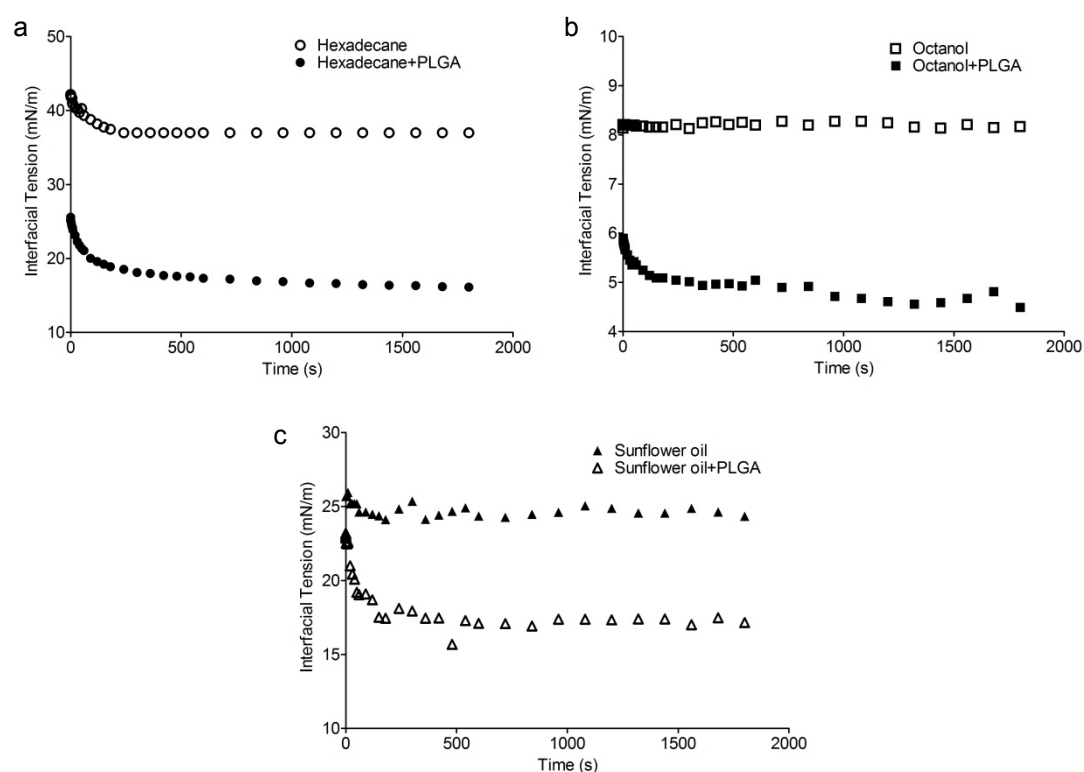 a
Hexadecane
Hexadecane+PLGA
Interfacial Tension (mN/m)
50
40
30
20
10
0
500
1000
1500
2000
Time (s)
b
Octanol
Octanol+PLGA
Interfacial Tension (mN/m)
10
9
8
7
6
5
4
0
500
1000
1500
2000
Time (s)
c
Sunflower oil
Sunflower oil+PLGA
Interfacial Tension (mN/m)
30
25
20
15
10
0
500
1000
1500
2000
Time (s)